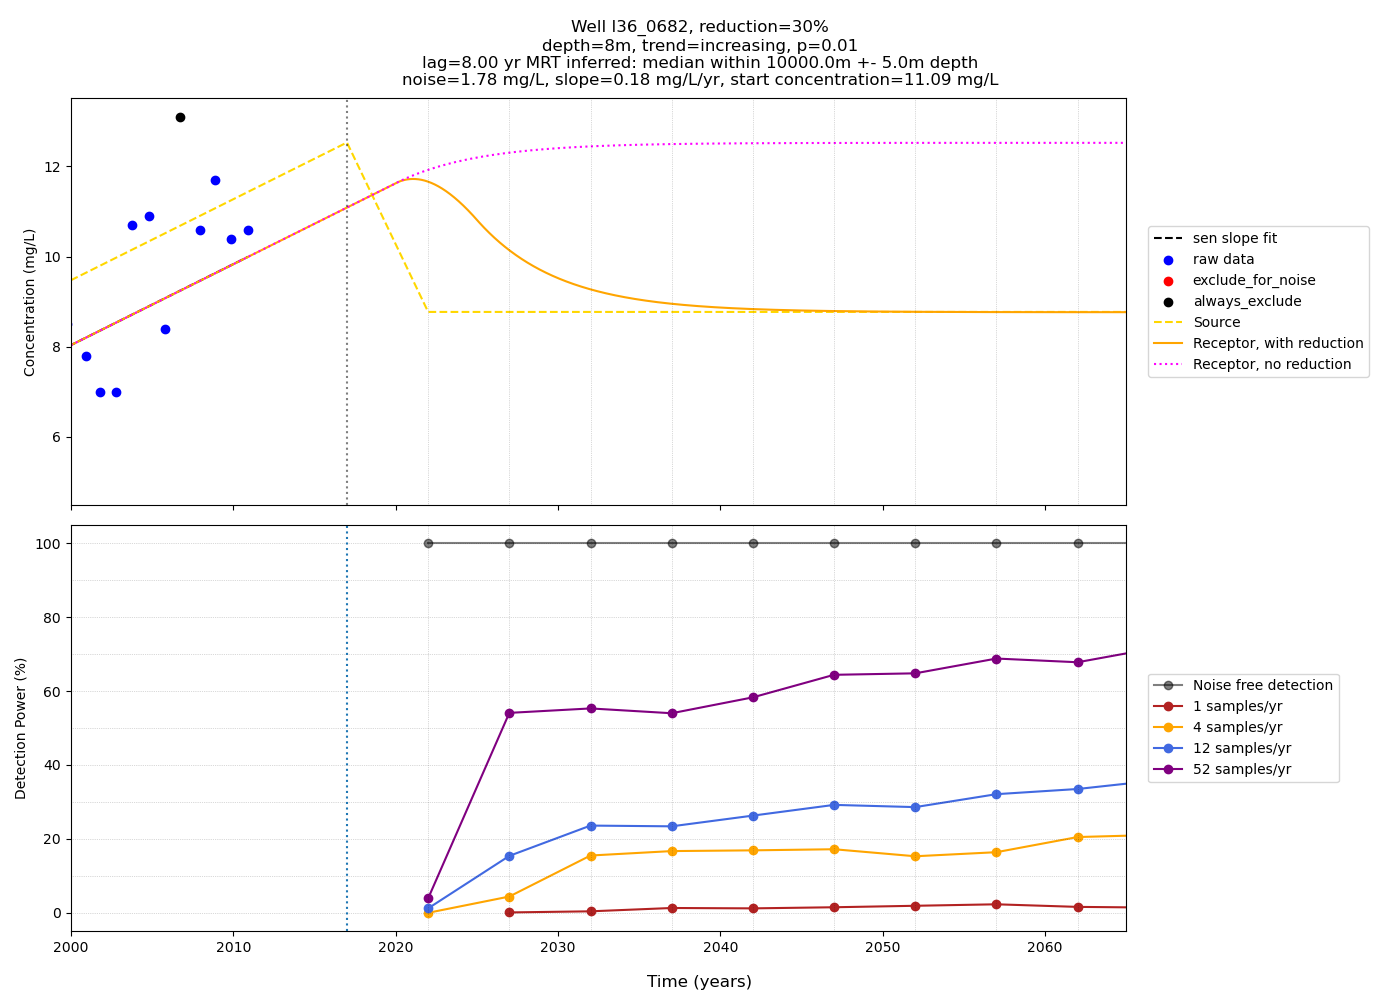 Well l36_0682, reduction=30%
depth=8m, trend=increasing, p=0.01
lag=8.00 yr MRT inferred: median within 10000.0m +- 5.0m depth
noise=1.78 mg/L, slope=0.18 mg/L/yr, start concentration=11.09 mg/L
Concentration (mg/L)
12
10
8
6
sen slope fit
raw data
exclude_for_noise
always_exclude
Source
Receptor, with reduction
Receptor, no reduction
Detection Power (%)
100
80
60
40
20
0
Noise free detection
1 samples/yr
4 samples/yr
12 samples/yr
52 samples/yr
2000 2010 2020 2030 2040 2050 2060
Time (years)